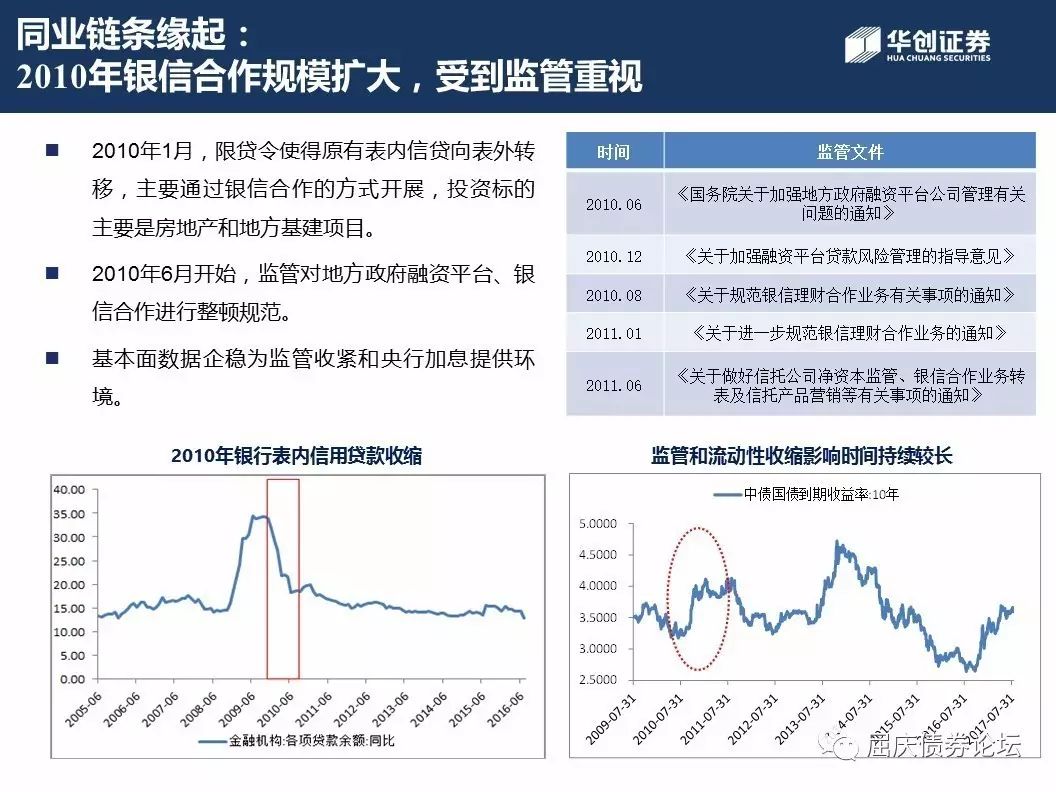 同业链条缘起：
2010年银信合作规模扩大，受到监管重视
华创证券
HUA CHUANG SECURITIES
2010年1月，限贷令使得原有表内信贷向表外转
移，主要通过银信合作的方式开展，投资标的
主要是房地产和地方基建项目。
2010年6月开始，监管对地方政府融资平台、银
信合作进行整顿规范。
基本面数据企稳为监管收紧和央行加息提供环
境。
时间 监管文件
2010.06 《国务院关于加强地方政府融资平台公司管理有关
问题的通知》
2010.12 《关于加强融资平台贷款风险管理的指导意见》
2010.08 《关于规范银信理财合作业务有关事项的通知》
2011.01 《关于进一步规范银信理财合作业务的通知》
2011.06 《关于做好信托公司净资本监管、银信合作业务转
表及信托产品营销等有关事项的通知》
2010年银行表内信用贷款收缩
40.00
35.00
30.00
25.00
20.00
15.00
10.00
5.00
0.00
2005-06 2006-06 2007-06 2008-06 2009-06 2010-06 2011-06 2012-06 2013-06 2014-06 2015-06 2016-06
金融机构:各项贷款余额:同比
监管和流动性收缩影响时间持续较长
中债国债到期收益率:10年
5.0000
4.5000
4.0000
3.5000
3.0000
2.5000
2009-07-31 2010-07-31 2011-07-31 2012-07-31 2013-07-31 2014-07-31 2015-07-31 2016-07-31 2017-07-31
屈庆债券论坛